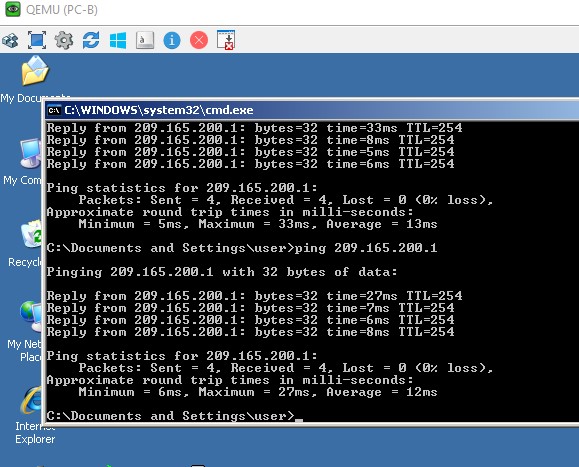 QEMU (PC-B)
My Docum
C:\WINDOWS\system32\cmd.exe
Reply from 209.165.200.1: bytes=32 time=33ms TTL=254
Reply from 209.165.200.1: bytes=32 time=8ms TTL=254
Reply from 209.165.200.1: bytes=32 time=5ms TTL=254
Reply from 209.165.200.1: bytes=32 time=6ms TTL=254
My Com
Ping statistics for 209.165.200.1:
Packets: Sent = 4, Received = 4, Lost = 0 (0% loss),
Approximate round trip times in milli-seconds:
Minimum = 5ms, Maximum = 33ms, Average = 13ms
C:\Documents and Settings\user>ping 209.165.200.1
Recycl
Pinging 209.165.200.1 with 32 bytes of data:
Reply from 209.165.200.1: bytes=32 time=27ms TTL=254
Reply from 209.165.200.1: bytes=32 time=7ms TTL=254
Reply from 209.165.200.1: bytes=32 time=6ms TTL=254
Reply from 209.165.200.1: bytes=32 time=8ms TTL=254
My Net
Plac
Ping statistics for 209.165.200.1:
Packets: Sent = 4, Received = 4, Lost = 0 (0% loss),
Approximate round trip times in milli-seconds:
Minimum = 6ms, Maximum = 27ms, Average = 12ms
C:\Documents and Settings\user>_
Intern
Explorer